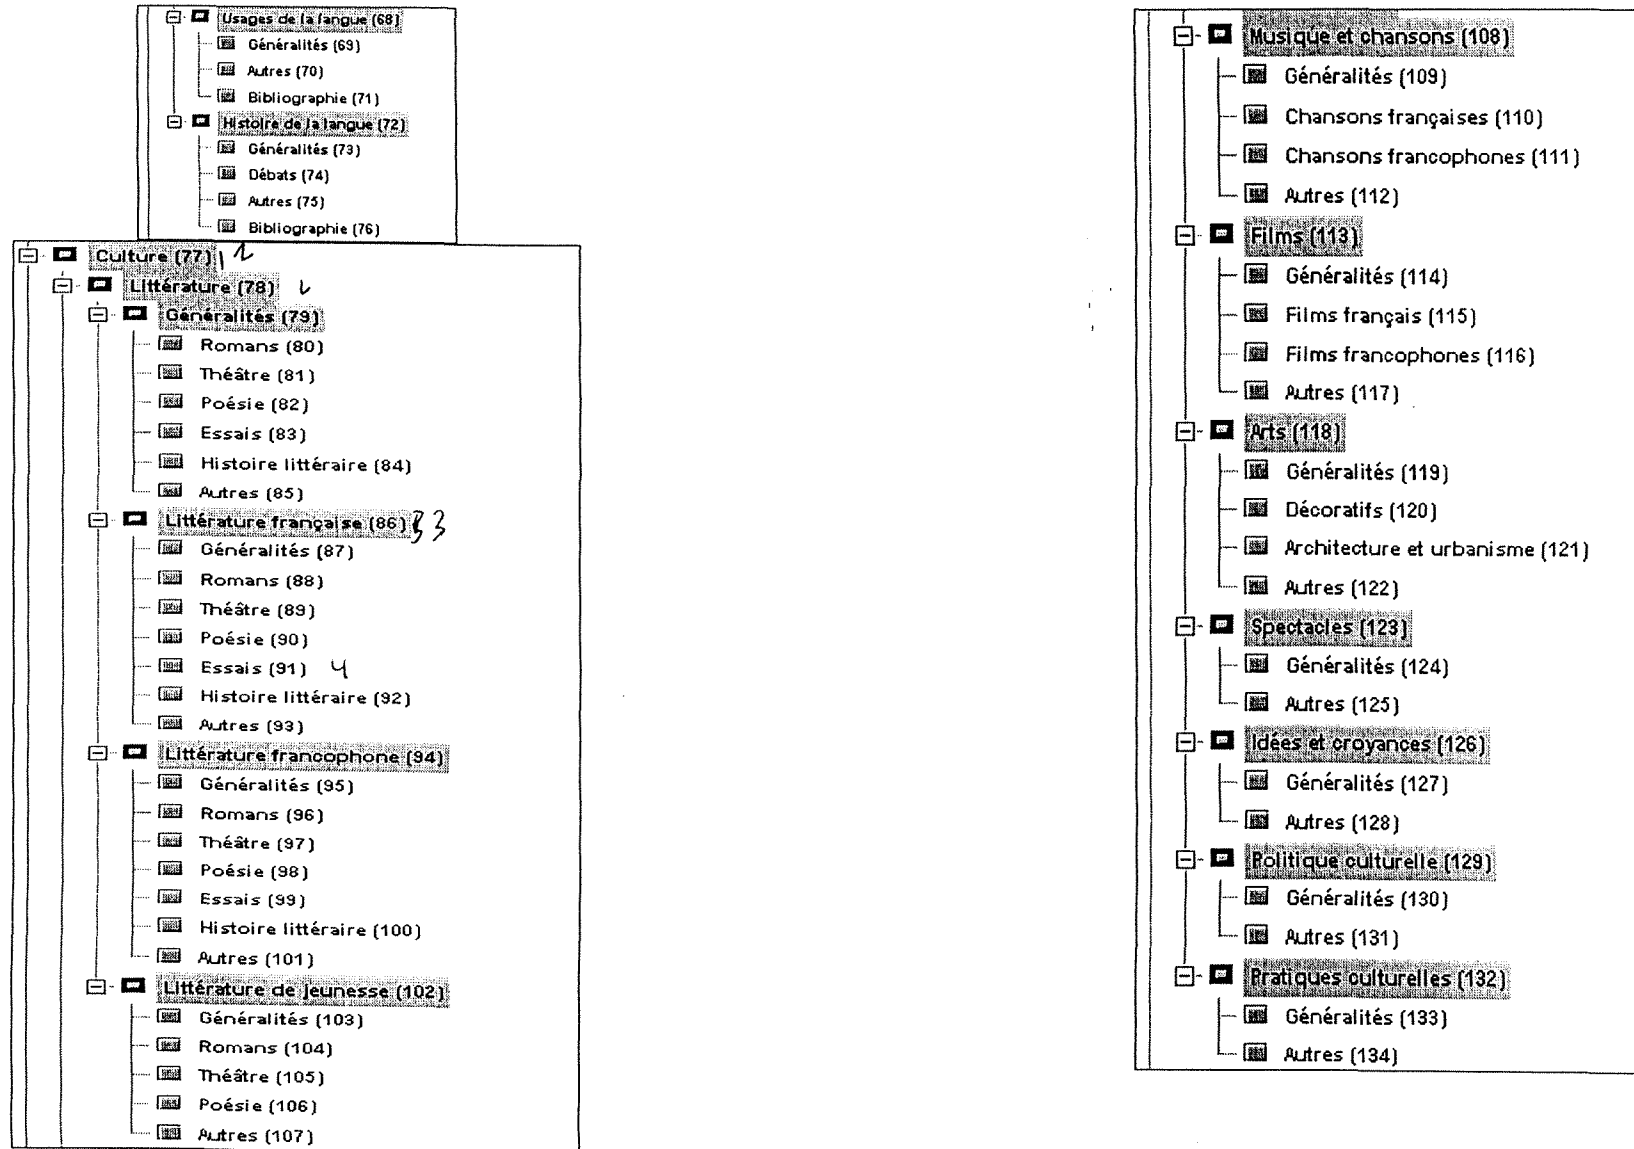 Usages de la langue (68)
Généralités (69)
Autres (70)
Bibliographie (71)
Histoire de la langue (72)
Généralités (73)
Débats (74)
Autres (75)
Bibliographie (76)
Culture (77)
Littérature (78)
Généralités (79)
Romans (80)
Théâtre (81)
Poésie (82)
Essais (83)
Histoire littéraire (84)
Autres (85)
Littérature française (86) 3 3
Généralités (87)
Romans (88)
Théâtre (89)
Poésie (90)
Essais (91) 4
Histoire littéraire (92)
Autres (93)
Littérature francophone (94)
Généralités (95)
Romans (96)
Théâtre (97)
Poésie (98)
Essais (99)
Histoire littéraire (100)
Autres (101)
Littérature de jeunesse (102)
Généralités (103)
Romans (104)
Théâtre (105)
Poésie (106)
Autres (107)
Musique et chansons (108)
Généralités (109)
Chansons françaises (110)
Chansons francophones (111)
Autres (112)
Films (113)
Généralités (114)
Films français (115)
Films francophones (116)
Autres (117)
Arts (118)
Généralités (119)
Décoratifs (120)
Architecture et urbanisme (121)
Autres (122)
Spectacles (123)
Généralités (124)
Autres (125)
Idées et croyances (126)
Généralités (127)
Autres (128)
Politique culturelle (129)
Généralités (130)
Autres (131)
Pratiques culturelles (132)
Généralités (133)
Autres (134)